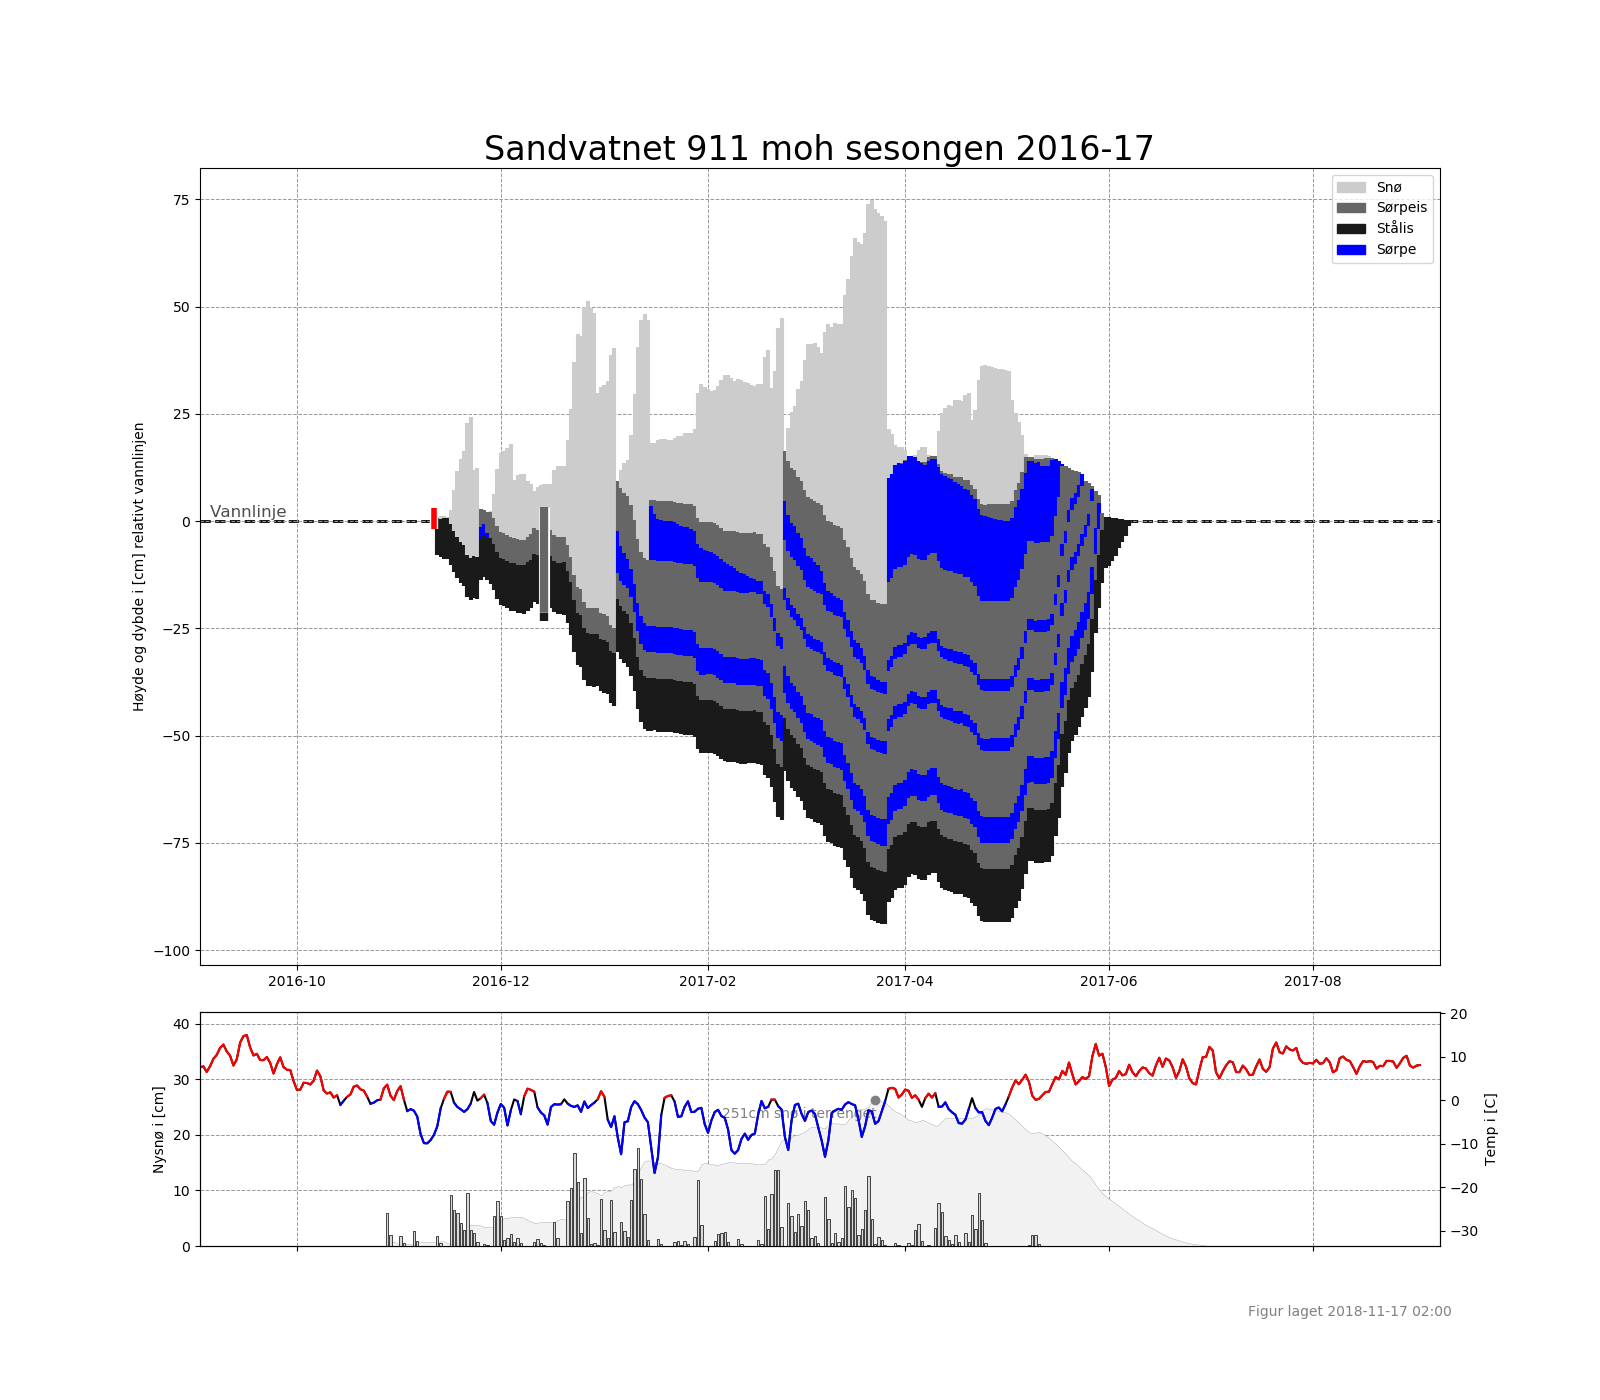 Sandvatnet 911 moh sesongen 2016-17
Snø
Sørpeis
Stålis
Sørpe
75
50
25
0
−25
−50
−75
−100
Høyde og dybde i [cm] relativt vannlinjen
Vannlinje
2016-10 2016-12 2017-02 2017-04 2017-06 2017-08
40
30
20
10
0
Nysnø i [cm]
251cm snø i terrenget
20
10
0
−10
−20
−30
Temp i [C]
Figur laget 2018-11-17 02:00